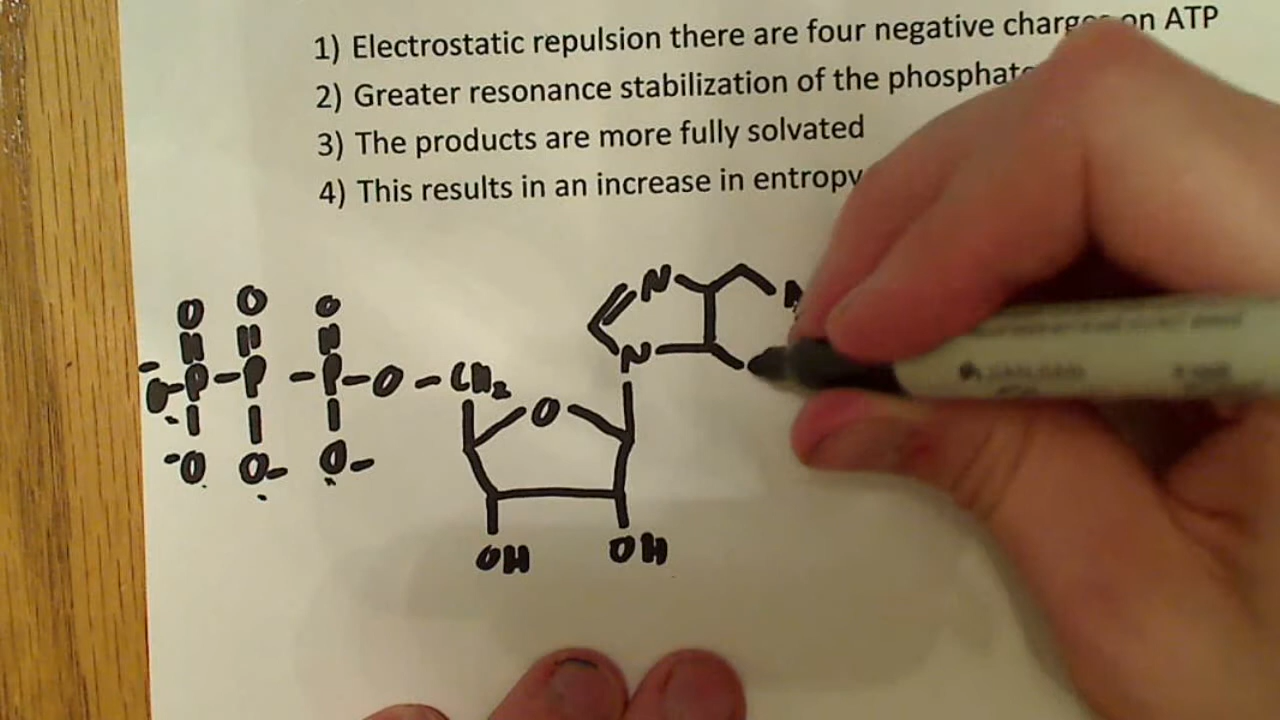 1) Electrostatic repulsion there are four negative charges on ATP
2) Greater resonance stabilization of the
3) The products are more fully solvated
4) This results in an increase in entropy
O O O
O-P-P -P-O-CH₂
-O O- O-
O
N
N
N
OH OH